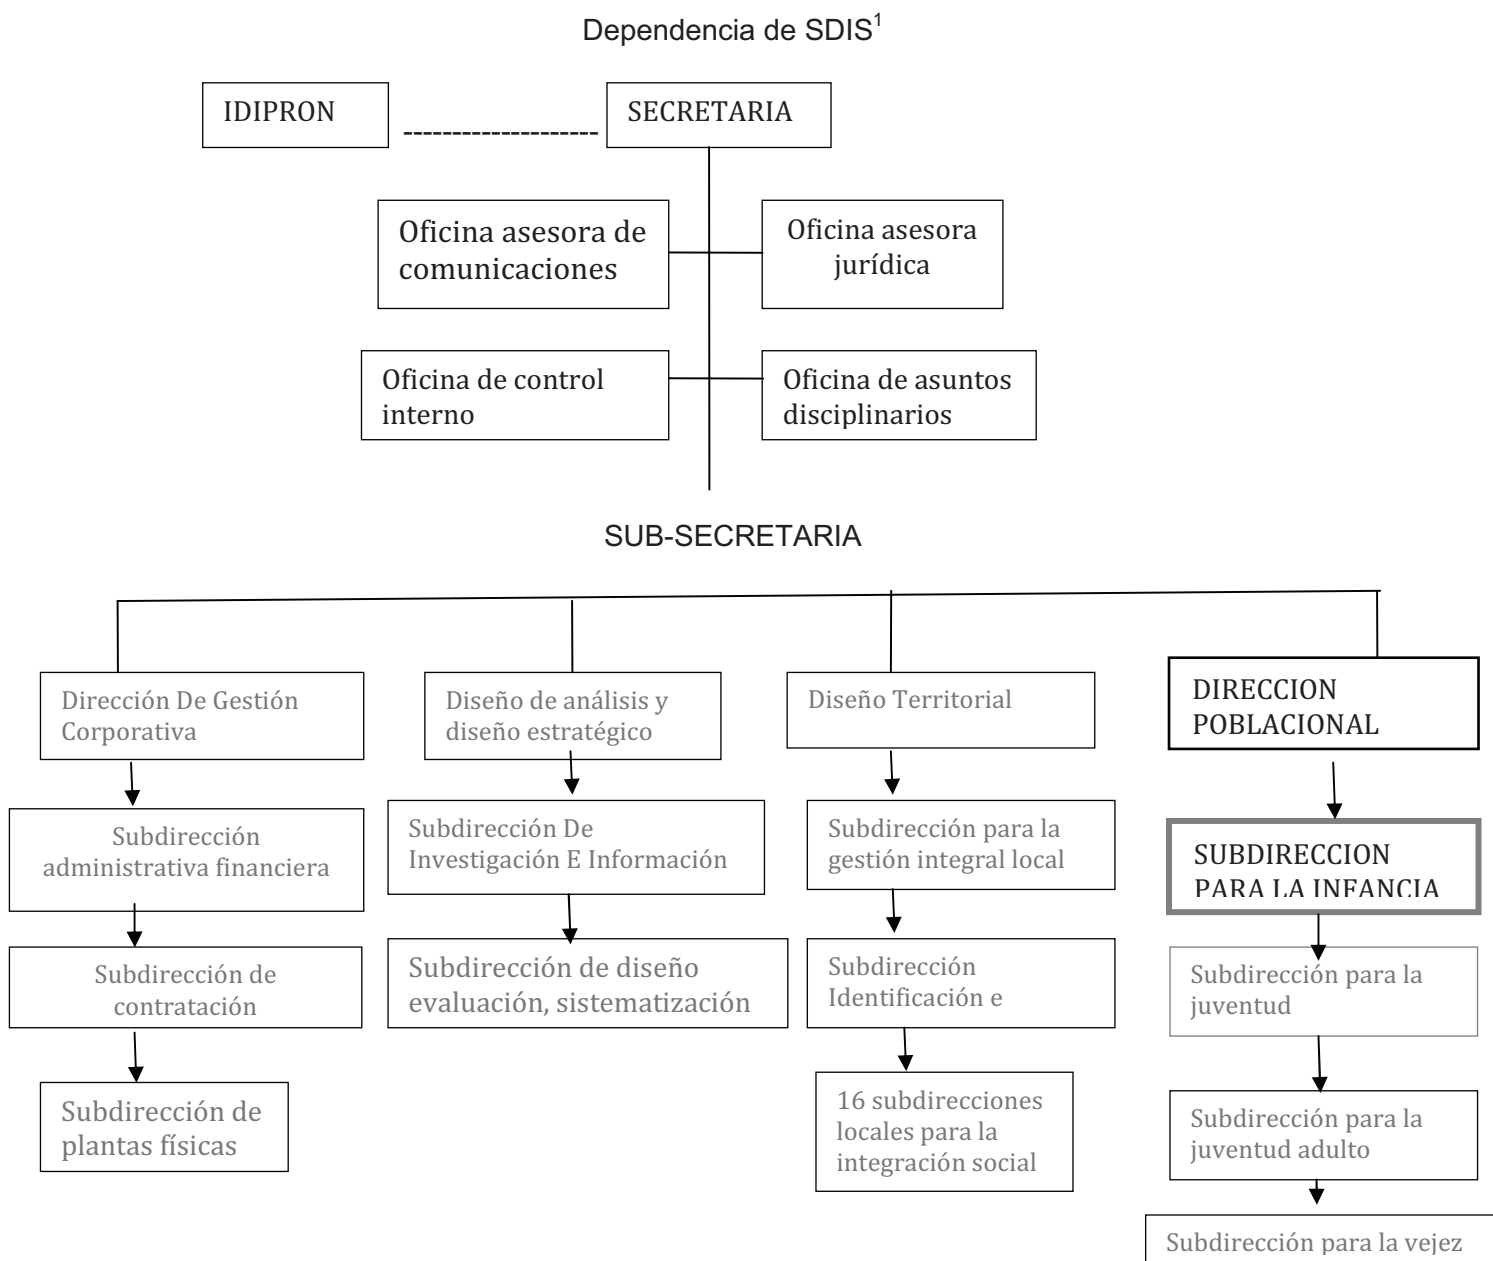 Dependencia de SDIS¹
IDIPRON
--------------------
SECRETARIA
Oficina asesora de
comunicaciones
Oficina asesora
jurídica
Oficina de control
interno
Oficina de asuntos
disciplinarios
SUB-SECRETARIA
Dirección De Gestión
Corporativa
Subdirección
administrativa financiera
Subdirección de
contratación
Subdirección de
plantas físicas
Diseño de análisis y
diseño estratégico
Subdirección De
Investigación E Información
Subdirección de diseño
evaluación, sistematización
Diseño Territorial
Subdirección para la
gestión integral local
Subdirección
Identificación e
16 subdirecciones
locales para la
integración social
DIRECCION
POBLACIONAL
SUBDIRECCION
PARA LA INFANCIA
Subdirección para la
juventud
Subdirección para la
juventud adulto
Subdirección para la vejez